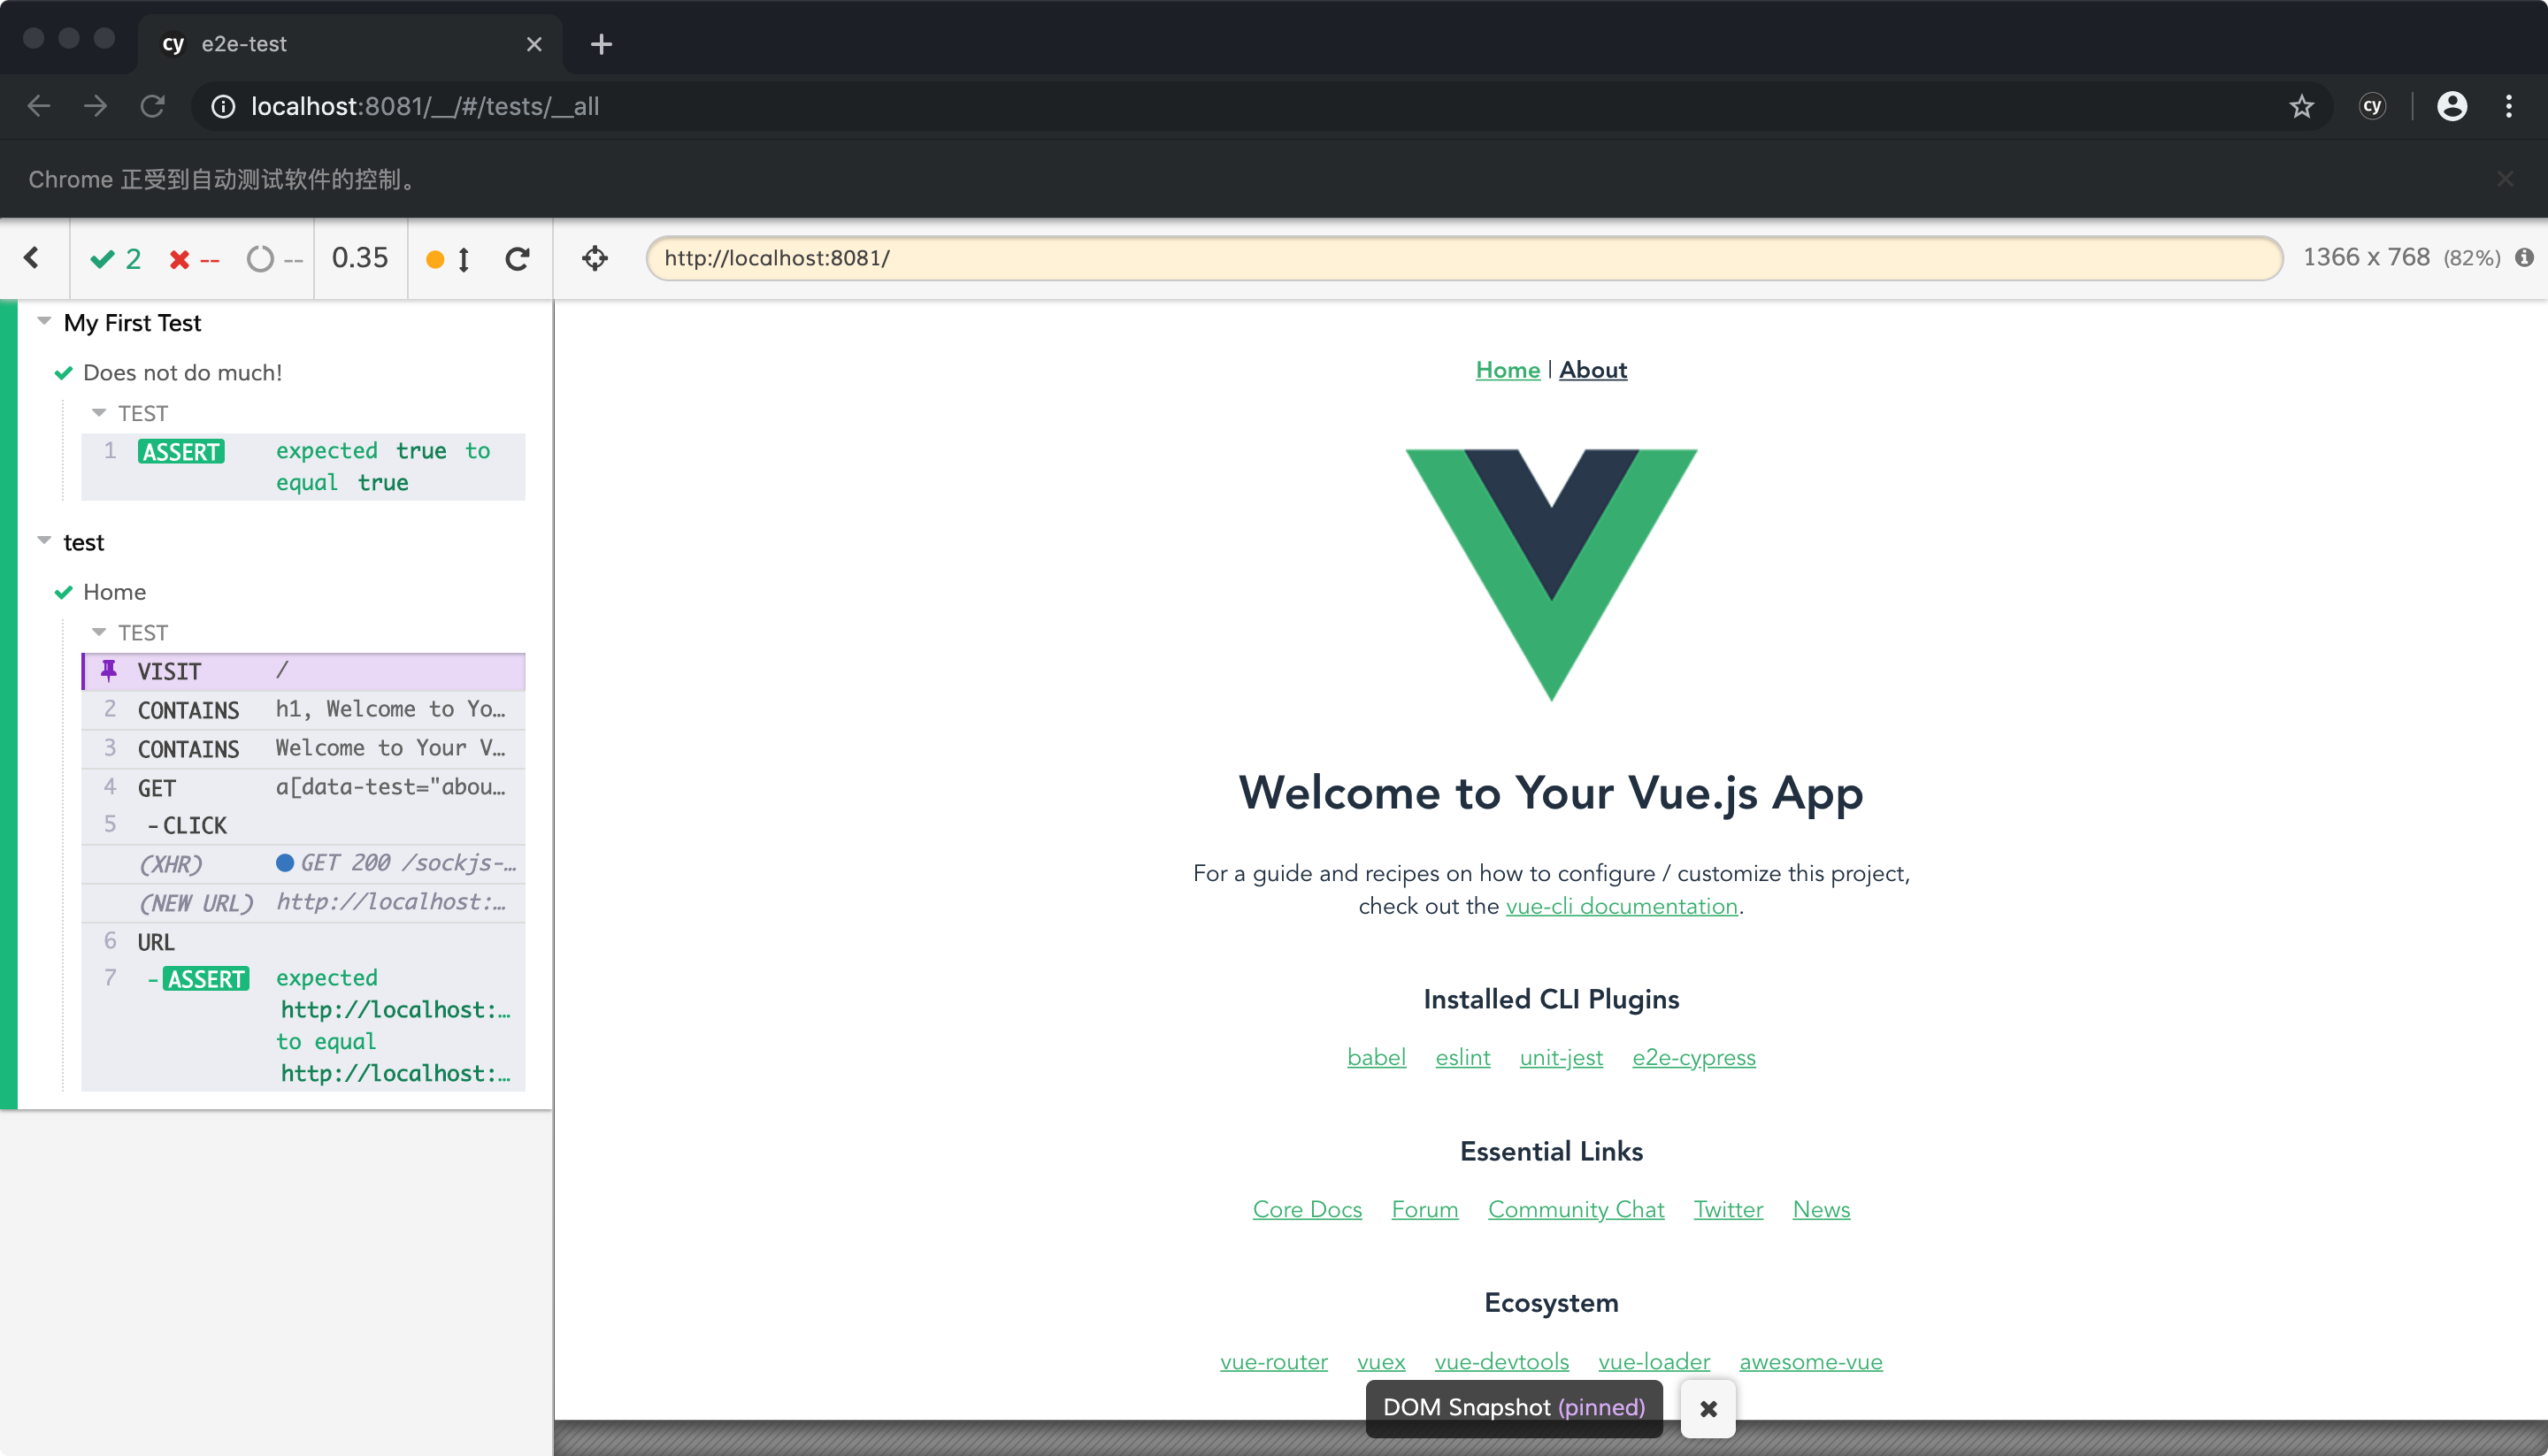 cy e2e-test
localhost:8081/__/#/tests/__all cy
Chrome 正受到自动测试软件的控制。
2 -- -- 0.35 http://localhost:8081/ 1366 x 768 (82%)
My First Test
Does not do much!
TEST
1 ASSERT expected true to
equal true
test
Home
TEST
VISIT /
2 CONTAINS h1, Welcome to Yo…
3 CONTAINS Welcome to Your V…
4 GET a[data-test="abou…
5 -CLICK
(XHR) GET 200 /sockjs-…
(NEW URL) http://localhost:…
6 URL
7 -ASSERT expected
http://localhost:…
to equal
http://localhost:…
Home | About
Welcome to Your Vue.js App
For a guide and recipes on how to configure / customize this project,
check out the vue-cli documentation.
Installed CLI Plugins
babel eslint unit-jest e2e-cypress
Essential Links
Core Docs Forum Community Chat Twitter News
Ecosystem
vue-router vuex vue-devtools vue-loader awesome-vue
DOM Snapshot (pinned)